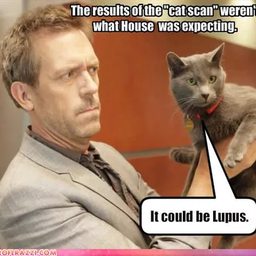 The results of the "cat scan" weren't
what House was expecting.
It could be Lupus.